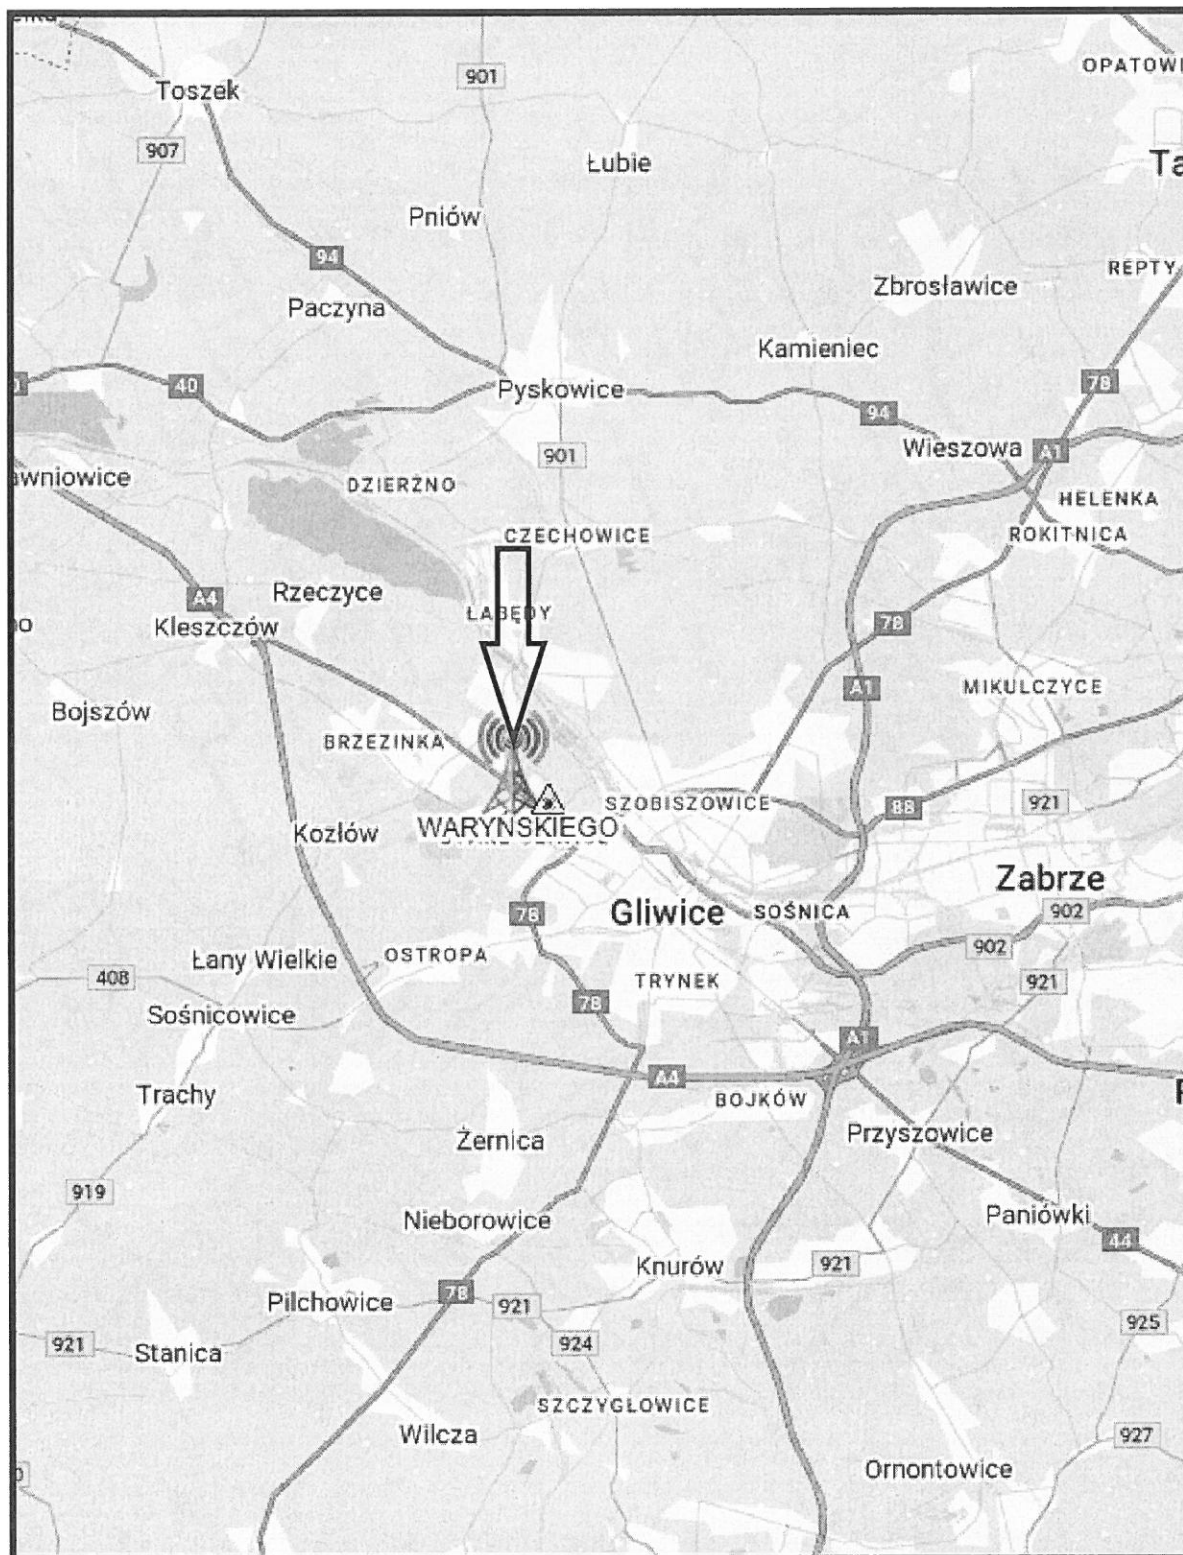 OPATOWI
901
Toszek
907
Łubie
Ta
Pniów
94
REPTY
Zbrosławice
Paczyna
Kamieniec
78
40
Pyskowice
94
Wieszowa
A1
901
awniowice
DZIERŻNO
HELENKA
CZECHOWICE
ROKITNICA
Rzeczyce
A4
ŁABĘDY
Kleszczów
78
A1
MIKULCZYCE
Bojszów
BRZEZINKA
SZOBISZOWICE
921
88
WARYŃSKIEGO
Kozłów
Zabrze
78
Gliwice
SOŚNICA
902
902
OSTROPA
Łany Wielkie
408
TRYNEK
921
78
Sośnicowice
A1
A4
Trachy
BOJKÓW
Przyszowice
Żernica
919
Nieborowice
Paniówki
44
Knurów
921
78
Pilchowice
921
925
921
Stanica
924
SZCZYGŁOWICE
Wilcza
927
Ornontowice